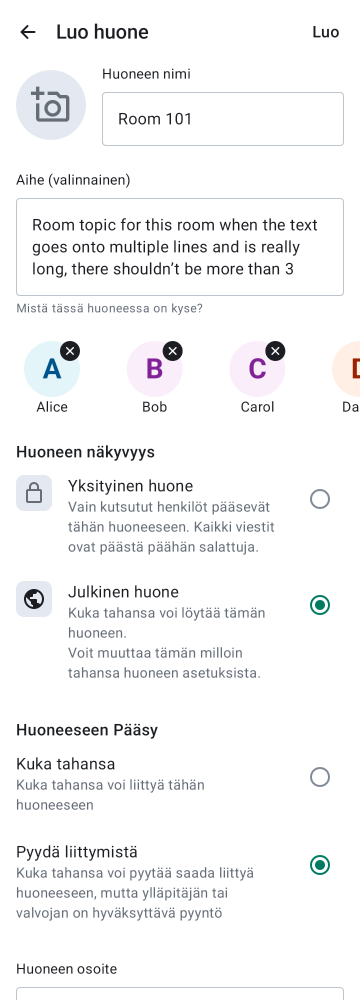 Luo huone
Luo
Huoneen nimi
Room 101
Aihe (valinnainen)
Room topic for this room when the text
goes onto multiple lines and is really
long, there shouldn’t be more than 3
Mistä tässä huoneessa on kyse?
A
B
C
D
Alice
Bob
Carol
Da
Huoneen näkyvyys
Yksityinen huone
Vain kutsutut henkilöt pääsevät
tähän huoneeseen. Kaikki viestit
ovat päästä päähän salattuja.
Julkinen huone
Kuka tahansa voi löytää tämän
huoneen.
Voit muuttaa tämän milloin
tahansa huoneen asetuksista.
Huoneeseen Pääsy
Kuka tahansa
Kuka tahansa voi liittyä tähän
huoneeseen
Pyydä liittymistä
Kuka tahansa voi pyytää saada liittyä
huoneeseen, mutta ylläpitäjän tai
valvojan on hyväksyttävä pyyntö
Huoneen osoite